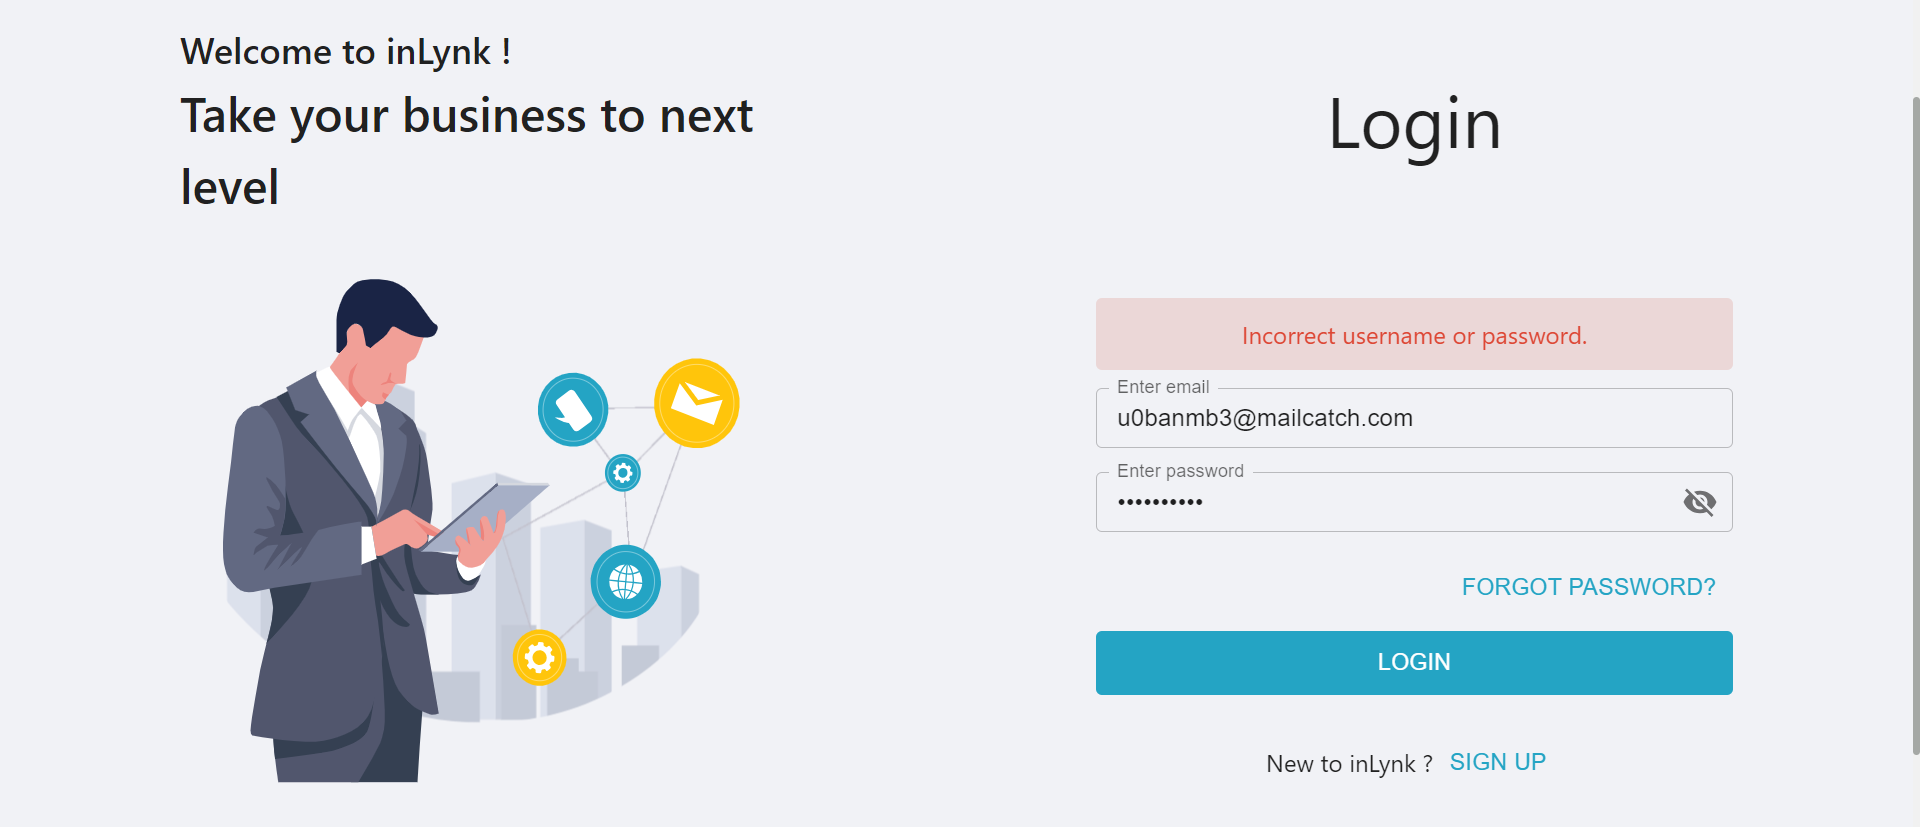 Welcome to inLynk !
Take your business to next
level
Login
Incorrect username or password.
Enter email
u0banmb3@mailcatch.com
Enter password
••••••••••
FORGOT PASSWORD?
LOGIN
New to inLynk ? SIGN UP